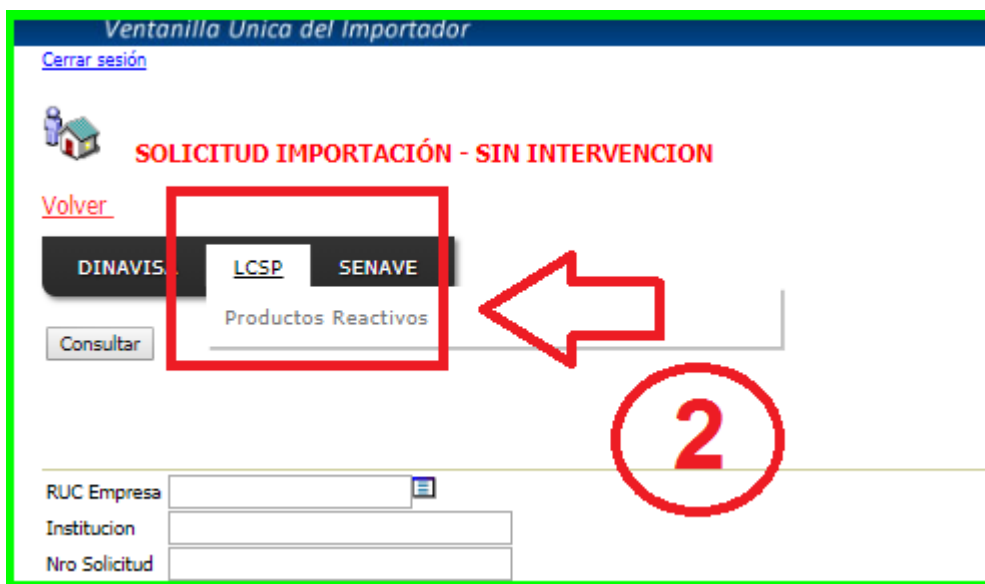 Ventanilla Unica del Importador
Cerrar sesión
SOLICITUD IMPORTACIÓN - SIN INTERVENCION
Volver
DINAVIS LCSP SENAVE
Productos Reactivos
Consultar
2
RUC Empresa
Institucion
Nro Solicitud